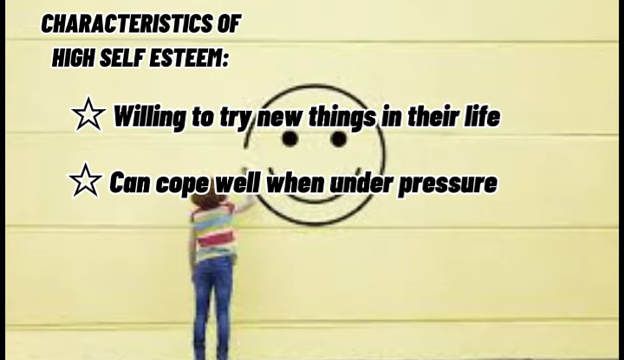 CHARACTERISTICS OF
HIGH SELF ESTEEM:
☆ Willing to try new things in their life
☆ Can cope well when under pressure